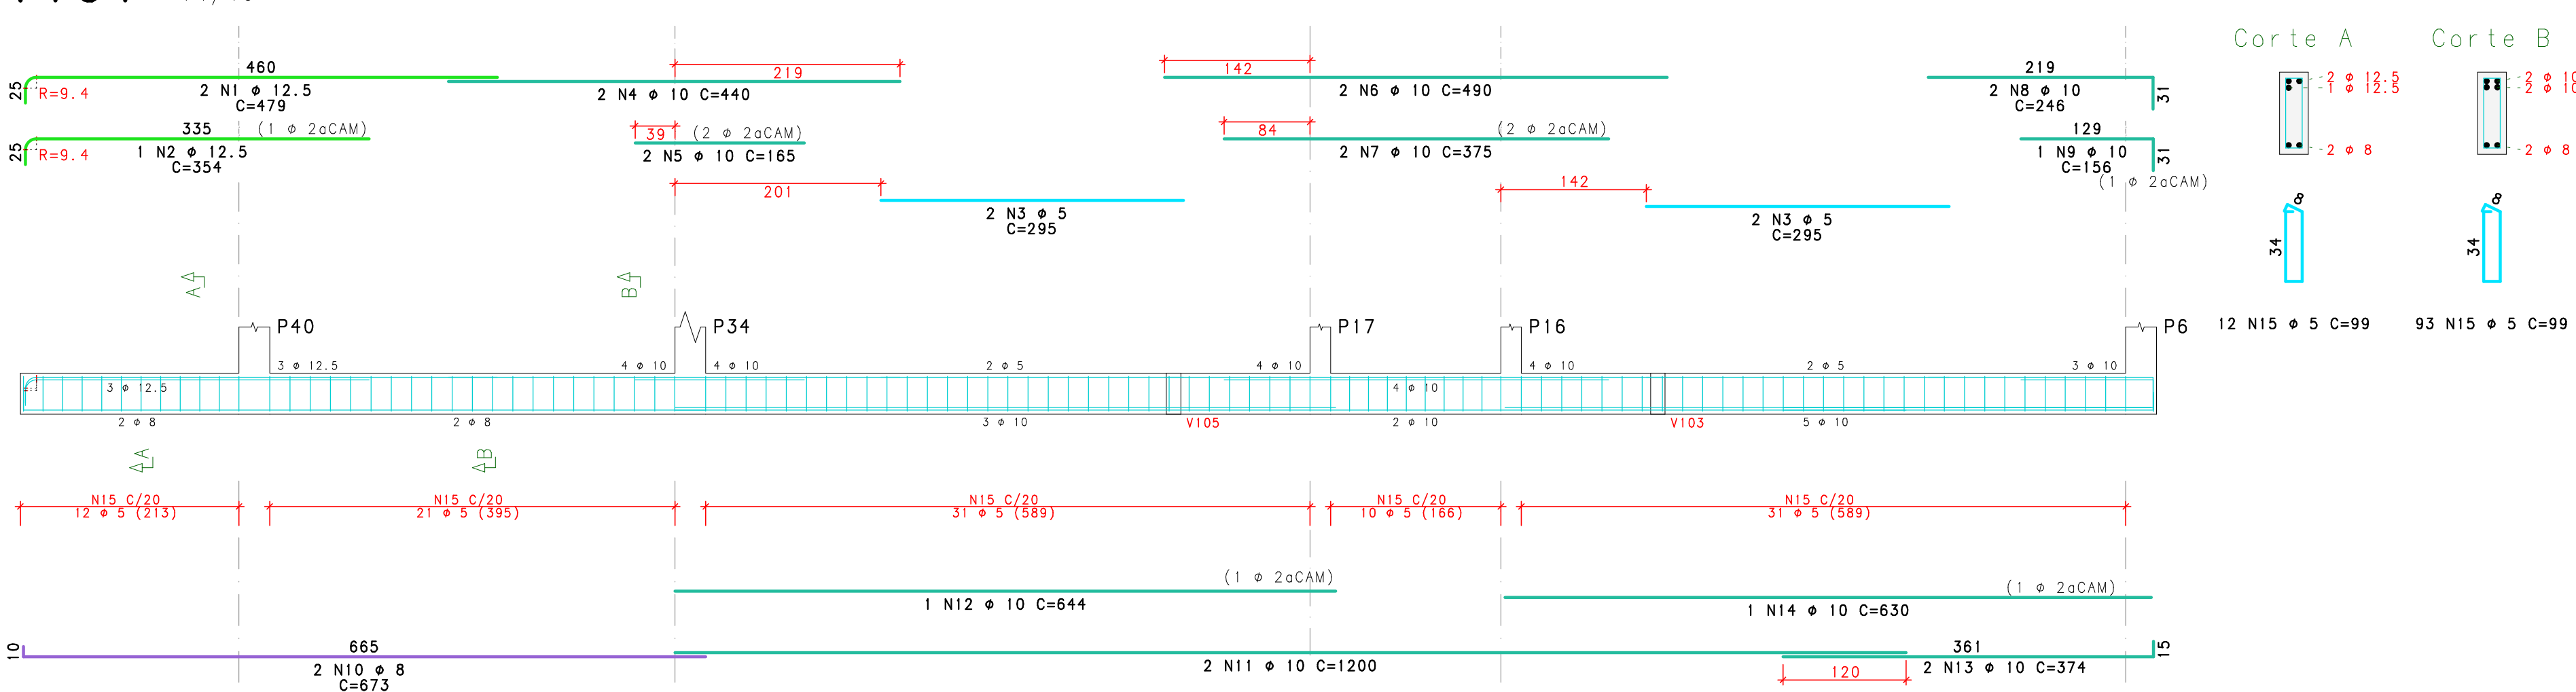 Corte A
Corte B
460
25
R=9.4
2 N1 ø 12.5
C=479
219
2 N4 ø 10 C=440
142
2 N6 ø 10 C=490
219
2 N8 ø 10
C=246
31
2 ø 12.5
1 ø 12.5
2 ø 8
2 ø 10
2 ø 10
2 ø 8
335
(1 ø 2aCAM)
25
R=9.4
1 N2 ø 12.5
C=354
39
(2 ø 2aCAM)
2 N5 ø 10 C=165
84
(2 ø 2aCAM)
2 N7 ø 10 C=375
129
1 N9 ø 10
C=156
31
(1 ø 2aCAM)
201
2 N3 ø 5
C=295
142
2 N3 ø 5
C=295
8
34
8
34
12 N15 ø 5 C=99
93 N15 ø 5 C=99
A
B
P40
P34
P17
P16
P6
3 ø 12.5
4 ø 10
4 ø 10
2 ø 5
4 ø 10
4 ø 10
2 ø 5
3 ø 10
3 ø 12.5
4 ø 10
2 ø 8
2 ø 8
3 ø 10
V105
2 ø 10
V103
5 ø 10
A
B
N15 C/20
12 ø 5 (213)
N15 C/20
21 ø 5 (395)
N15 C/20
31 ø 5 (589)
N15 C/20
10 ø 5 (166)
N15 C/20
31 ø 5 (589)
(1 ø 2aCAM)
1 N12 ø 10 C=644
(1 ø 2aCAM)
1 N14 ø 10 C=630
10
665
2 N10 ø 8
C=673
2 N11 ø 10 C=1200
361
15
120
2 N13 ø 10 C=374